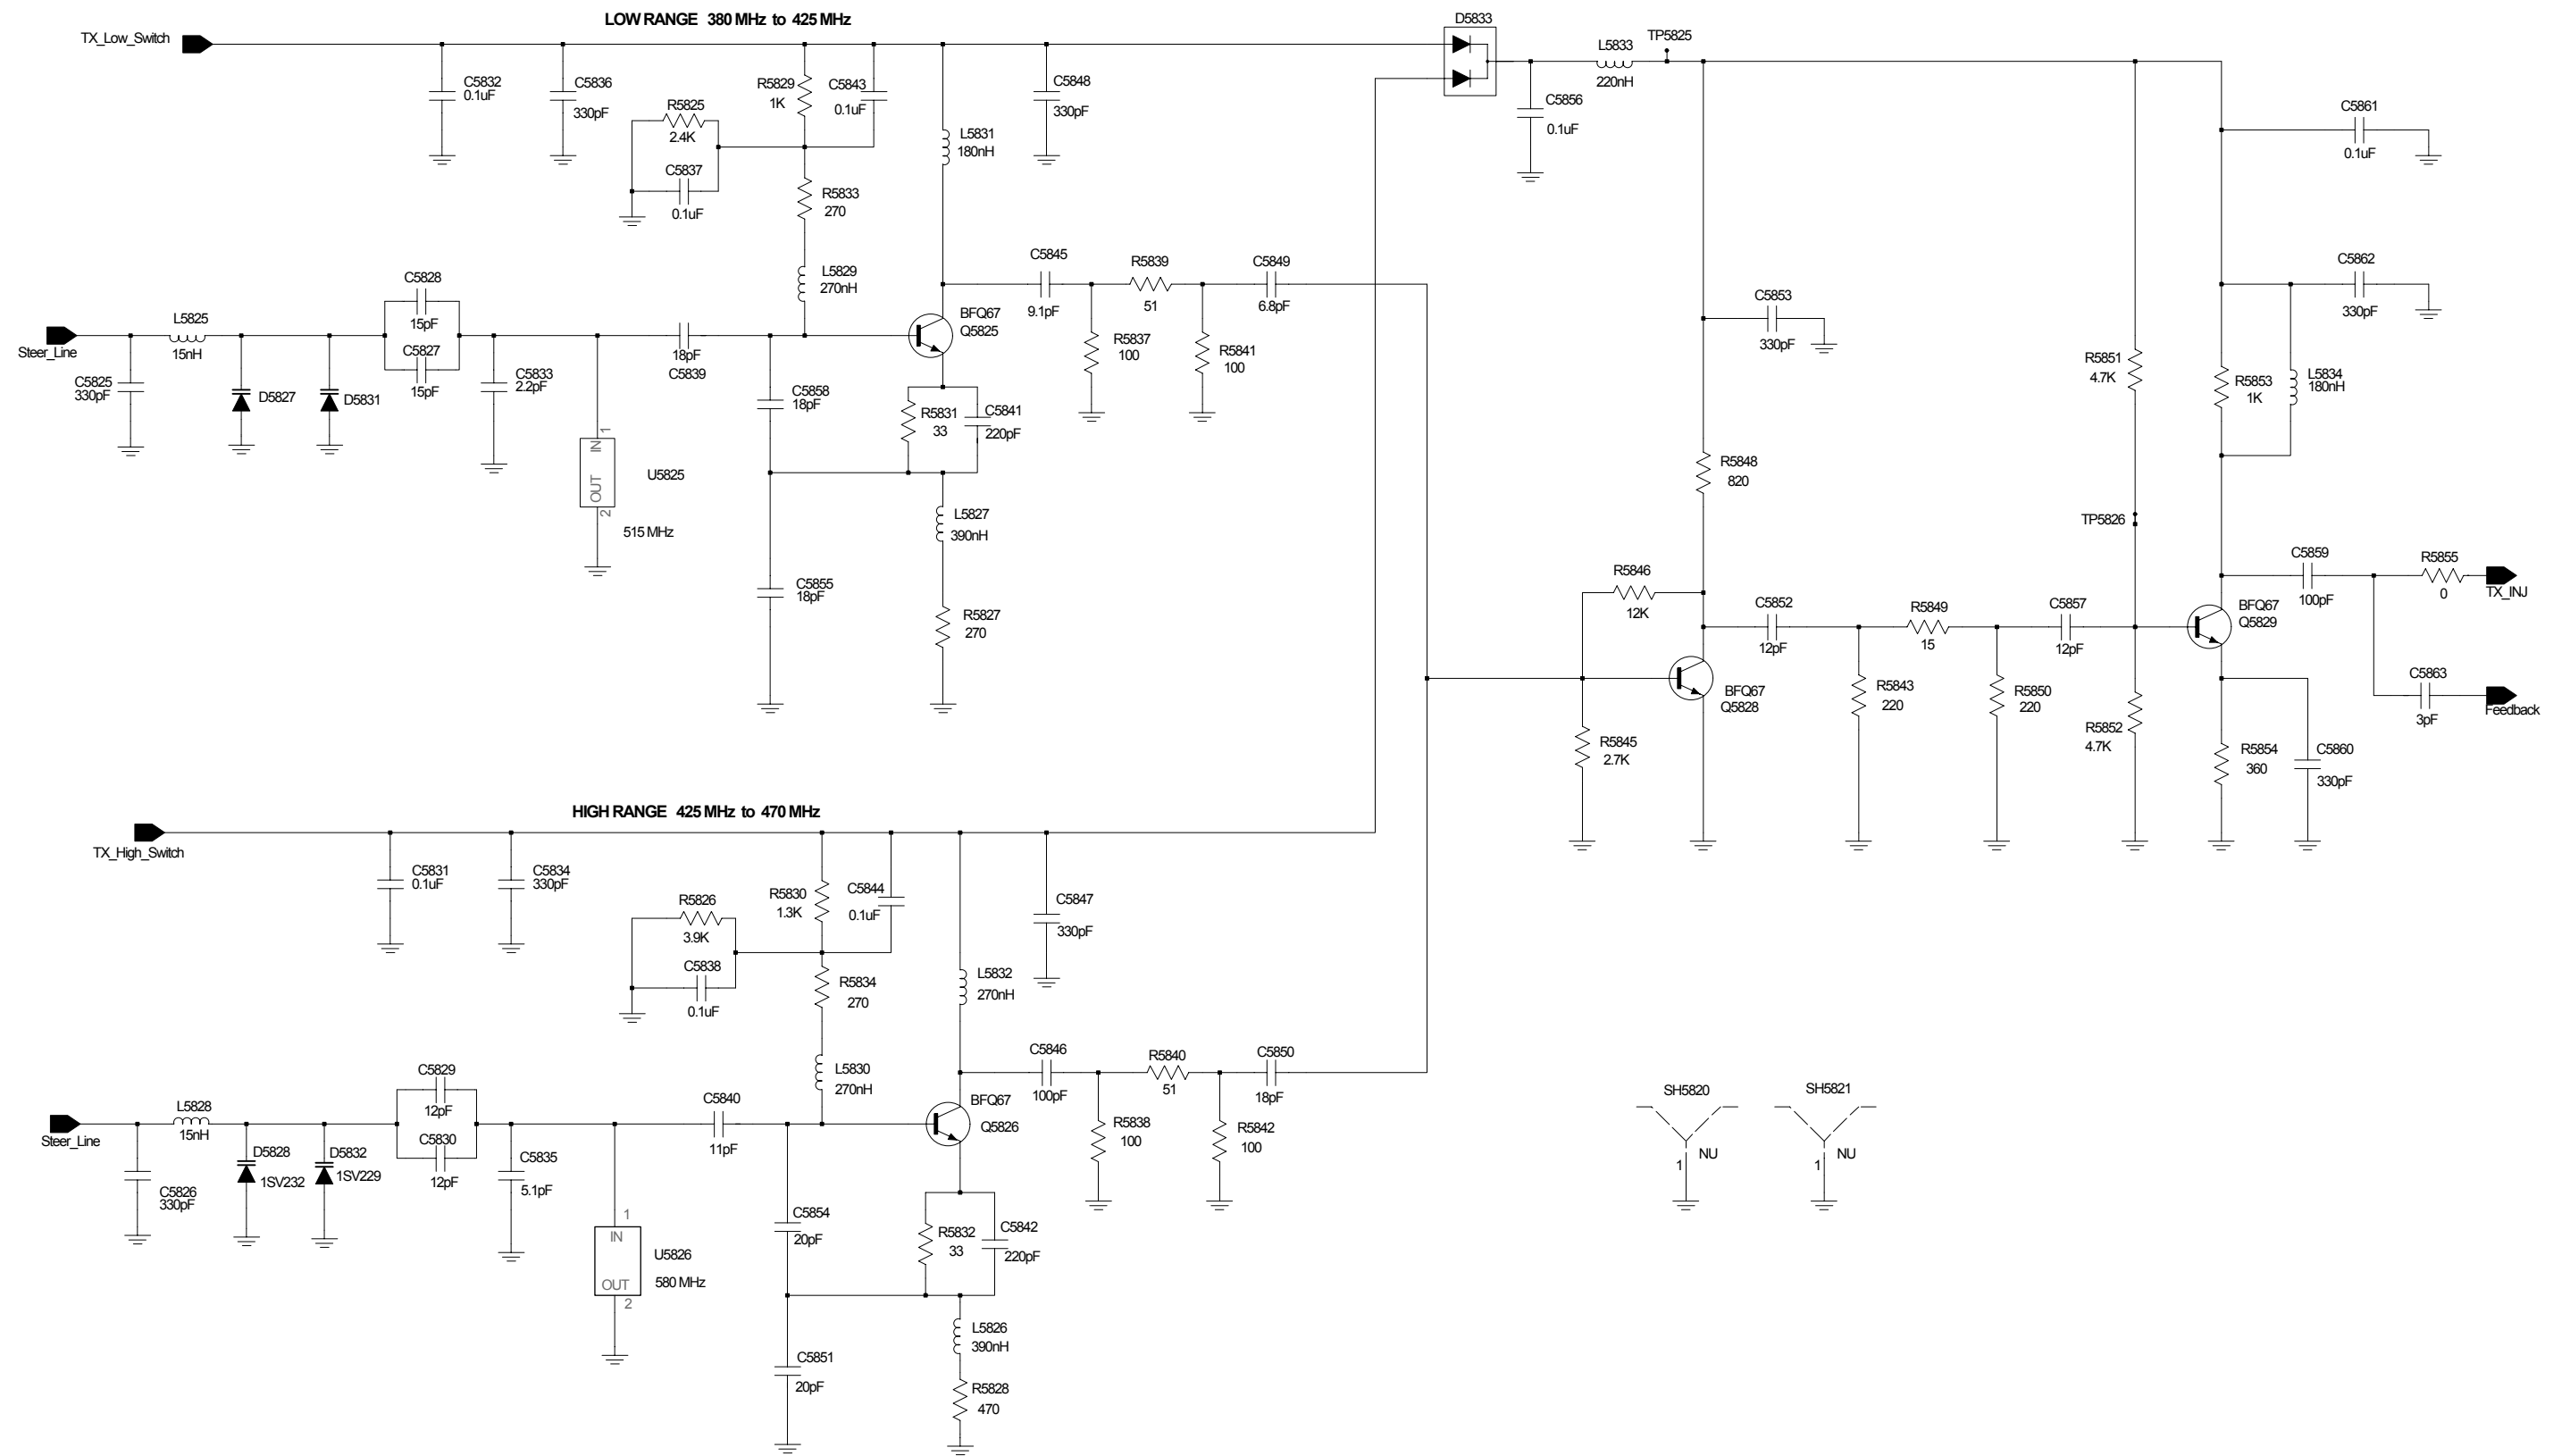 LOW RANGE 380 MHz to 425 MHz
TX_Low_Switch
C5832
0.1uF
C5836
330pF
R5825
2.4K
C5837
0.1uF
R5829
1K
C5843
0.1uF
R5833
270
L5829
270nH
L5831
180nH
C5848
330pF
D5833
C5856
0.1uF
L5833
220nH
TP5825
C5861
0.1uF
Steer_Line
C5825
330pF
L5825
15nH
D5827
D5831
C5828
15pF
C5827
15pF
C5833
2.2pF
IN
1
OUT
2
U5825
515 MHz
18pF
C5839
C5858
18pF
C5855
18pF
BFQ67
Q5825
R5831
33
C5841
220pF
L5827
390nH
R5827
270
C5845
9.1pF
R5837
100
R5839
51
R5841
100
C5849
6.8pF
C5853
330pF
R5848
820
R5846
12K
R5845
2.7K
BFQ67
Q5828
C5852
12pF
R5843
220
R5849
15
R5850
220
C5857
12pF
R5851
4.7K
TP5826
R5852
4.7K
C5862
330pF
R5853
1K
L5834
180nH
BFQ67
Q5829
R5854
360
C5860
330pF
C5859
100pF
R5855
0
TX_INJ
C5863
3pF
Feedback
HIGH RANGE 425 MHz to 470 MHz
TX_High_Switch
C5831
0.1uF
C5834
330pF
R5826
3.9K
C5838
0.1uF
R5830
1.3K
C5844
0.1uF
R5834
270
L5830
270nH
L5832
270nH
C5847
330pF
Steer_Line
C5826
330pF
L5828
15nH
D5828
1SV232
D5832
1SV229
C5829
12pF
C5830
12pF
C5835
5.1pF
1
IN
OUT
2
U5826
580 MHz
C5840
11pF
C5854
20pF
C5851
20pF
BFQ67
Q5826
R5832
33
C5842
220pF
L5826
390nH
R5828
470
C5846
100pF
R5838
100
R5840
51
R5842
100
C5850
18pF
SH5820
NU
1
SH5821
NU
1